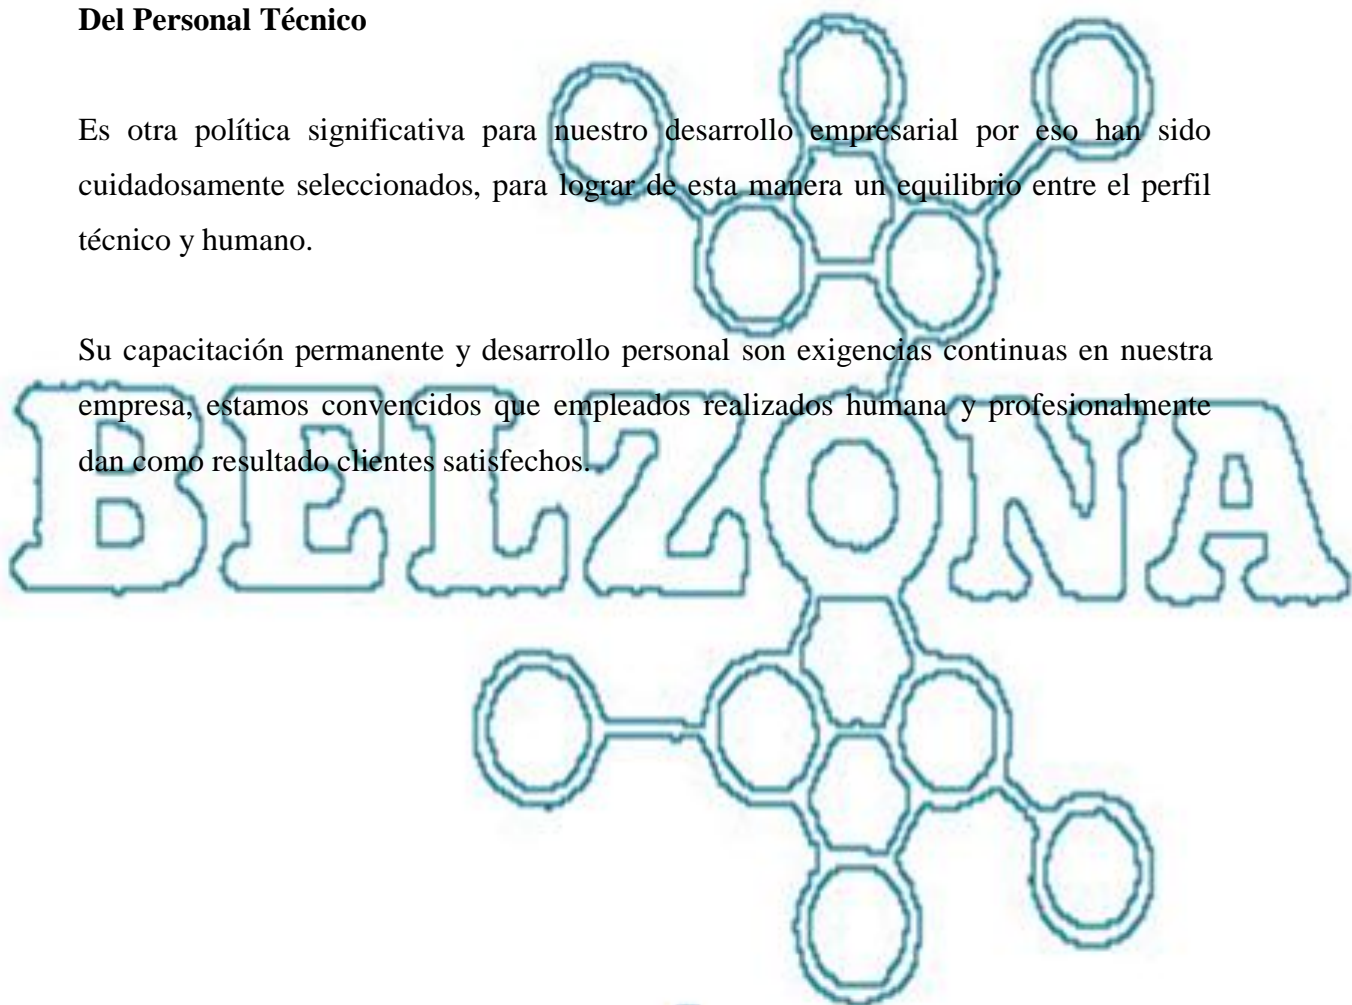 Del Personal Técnico
Es otra política significativa para nuestro desarrollo empresarial por eso han sido
cuidadosamente seleccionados, para lograr de esta manera un equilibrio entre el perfil
técnico y humano.
Su capacitación permanente y desarrollo personal son exigencias continuas en nuestra
empresa, estamos convencidos que empleados realizados humana y profesionalmente
dan como resultado clientes satisfechos.
BELZONA